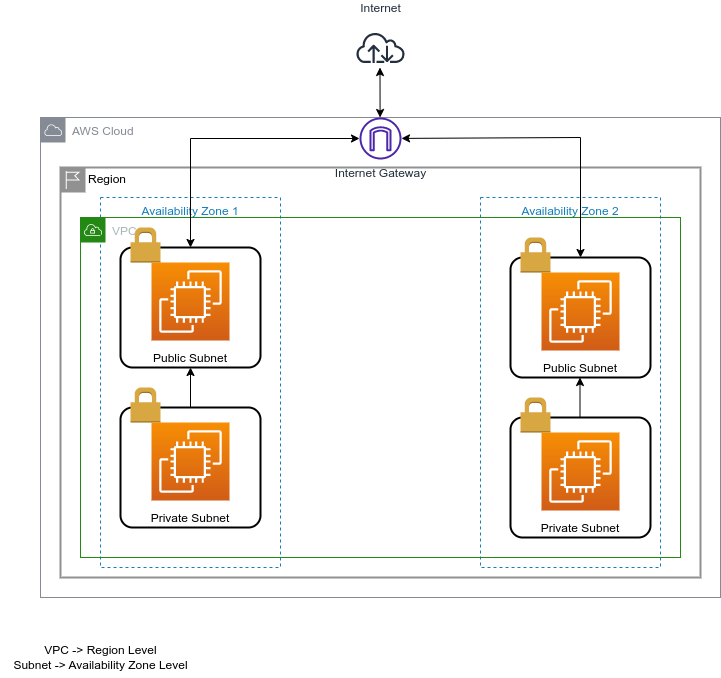 Internet
AWS Cloud
Internet Gateway
Region
Availability Zone 1
Availability Zone 2
VPC
Public Subnet
Public Subnet
Private Subnet
Private Subnet
VPC -> Region Level
Subnet -> Availability Zone Level